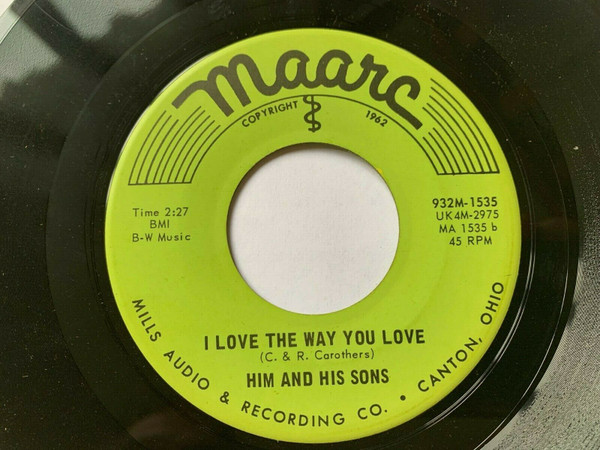 maarc
COPYRIGHT 1962
Time 2:27
BMI
B-W Music
932M-1535
UK4M-2975
MA 1535 b
45 RPM
I LOVE THE WAY YOU LOVE
(C. & R. Carothers)
HIM AND HIS SONS
MILLS AUDIO & RECORDING CO. • CANTON, OHIO